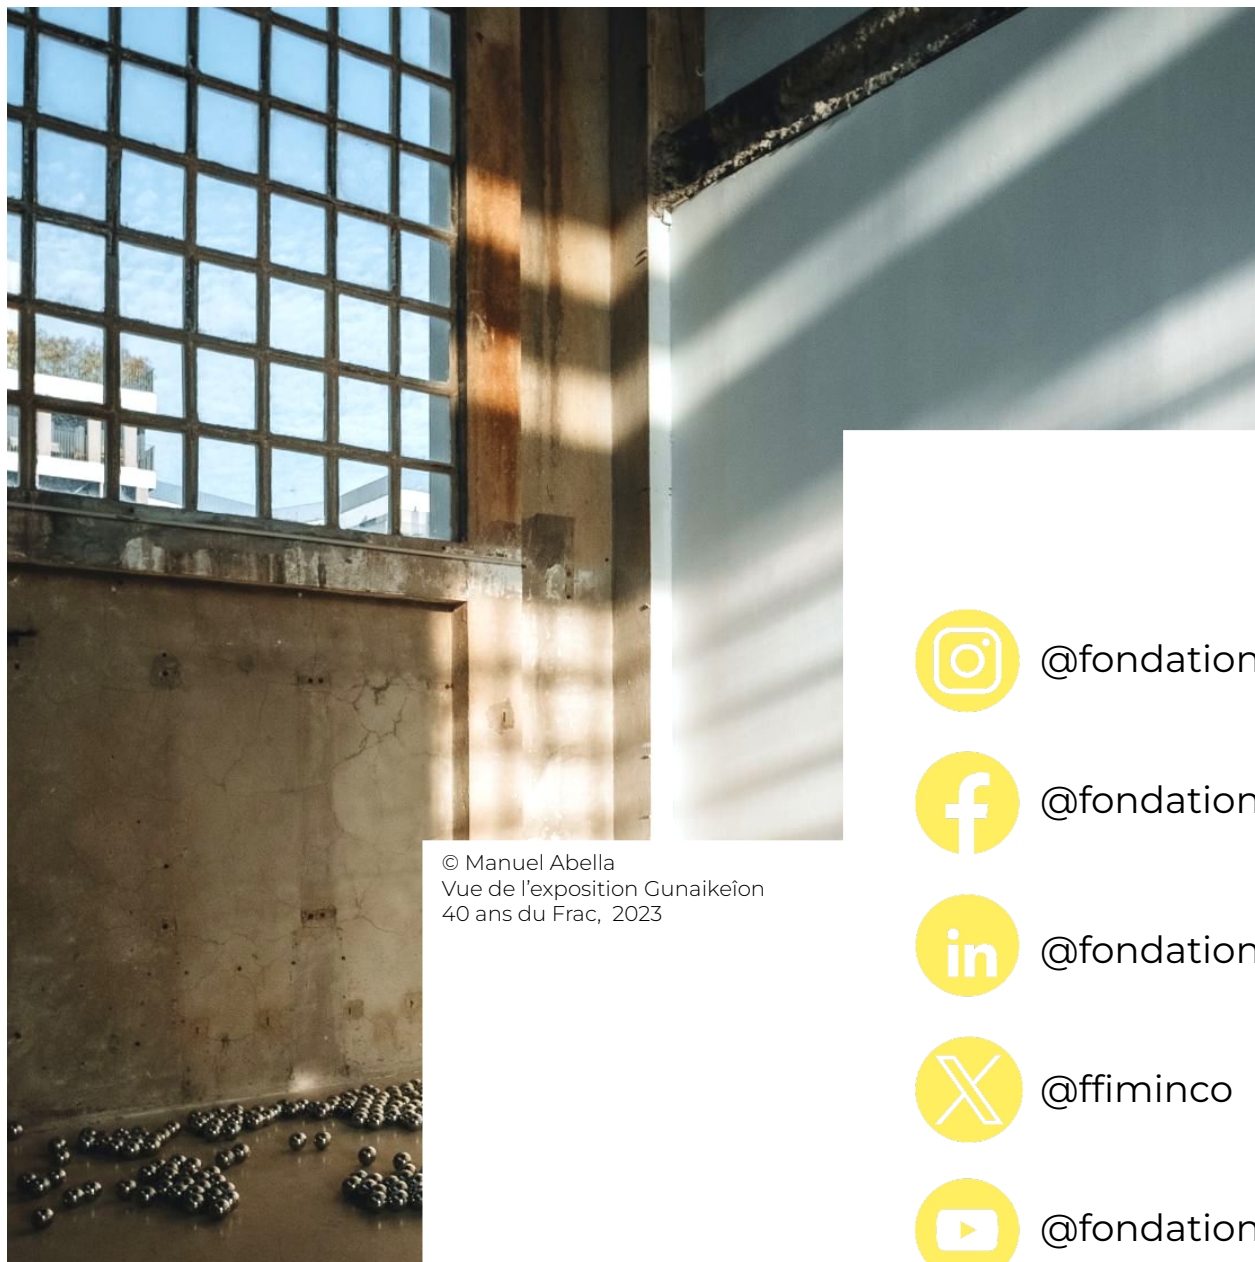 © Manuel Abella
Vue de l’exposition Gunaikeîon
40 ans du Frac, 2023
@fondation
@fondation
@fondation
@ffiminco
@fondation